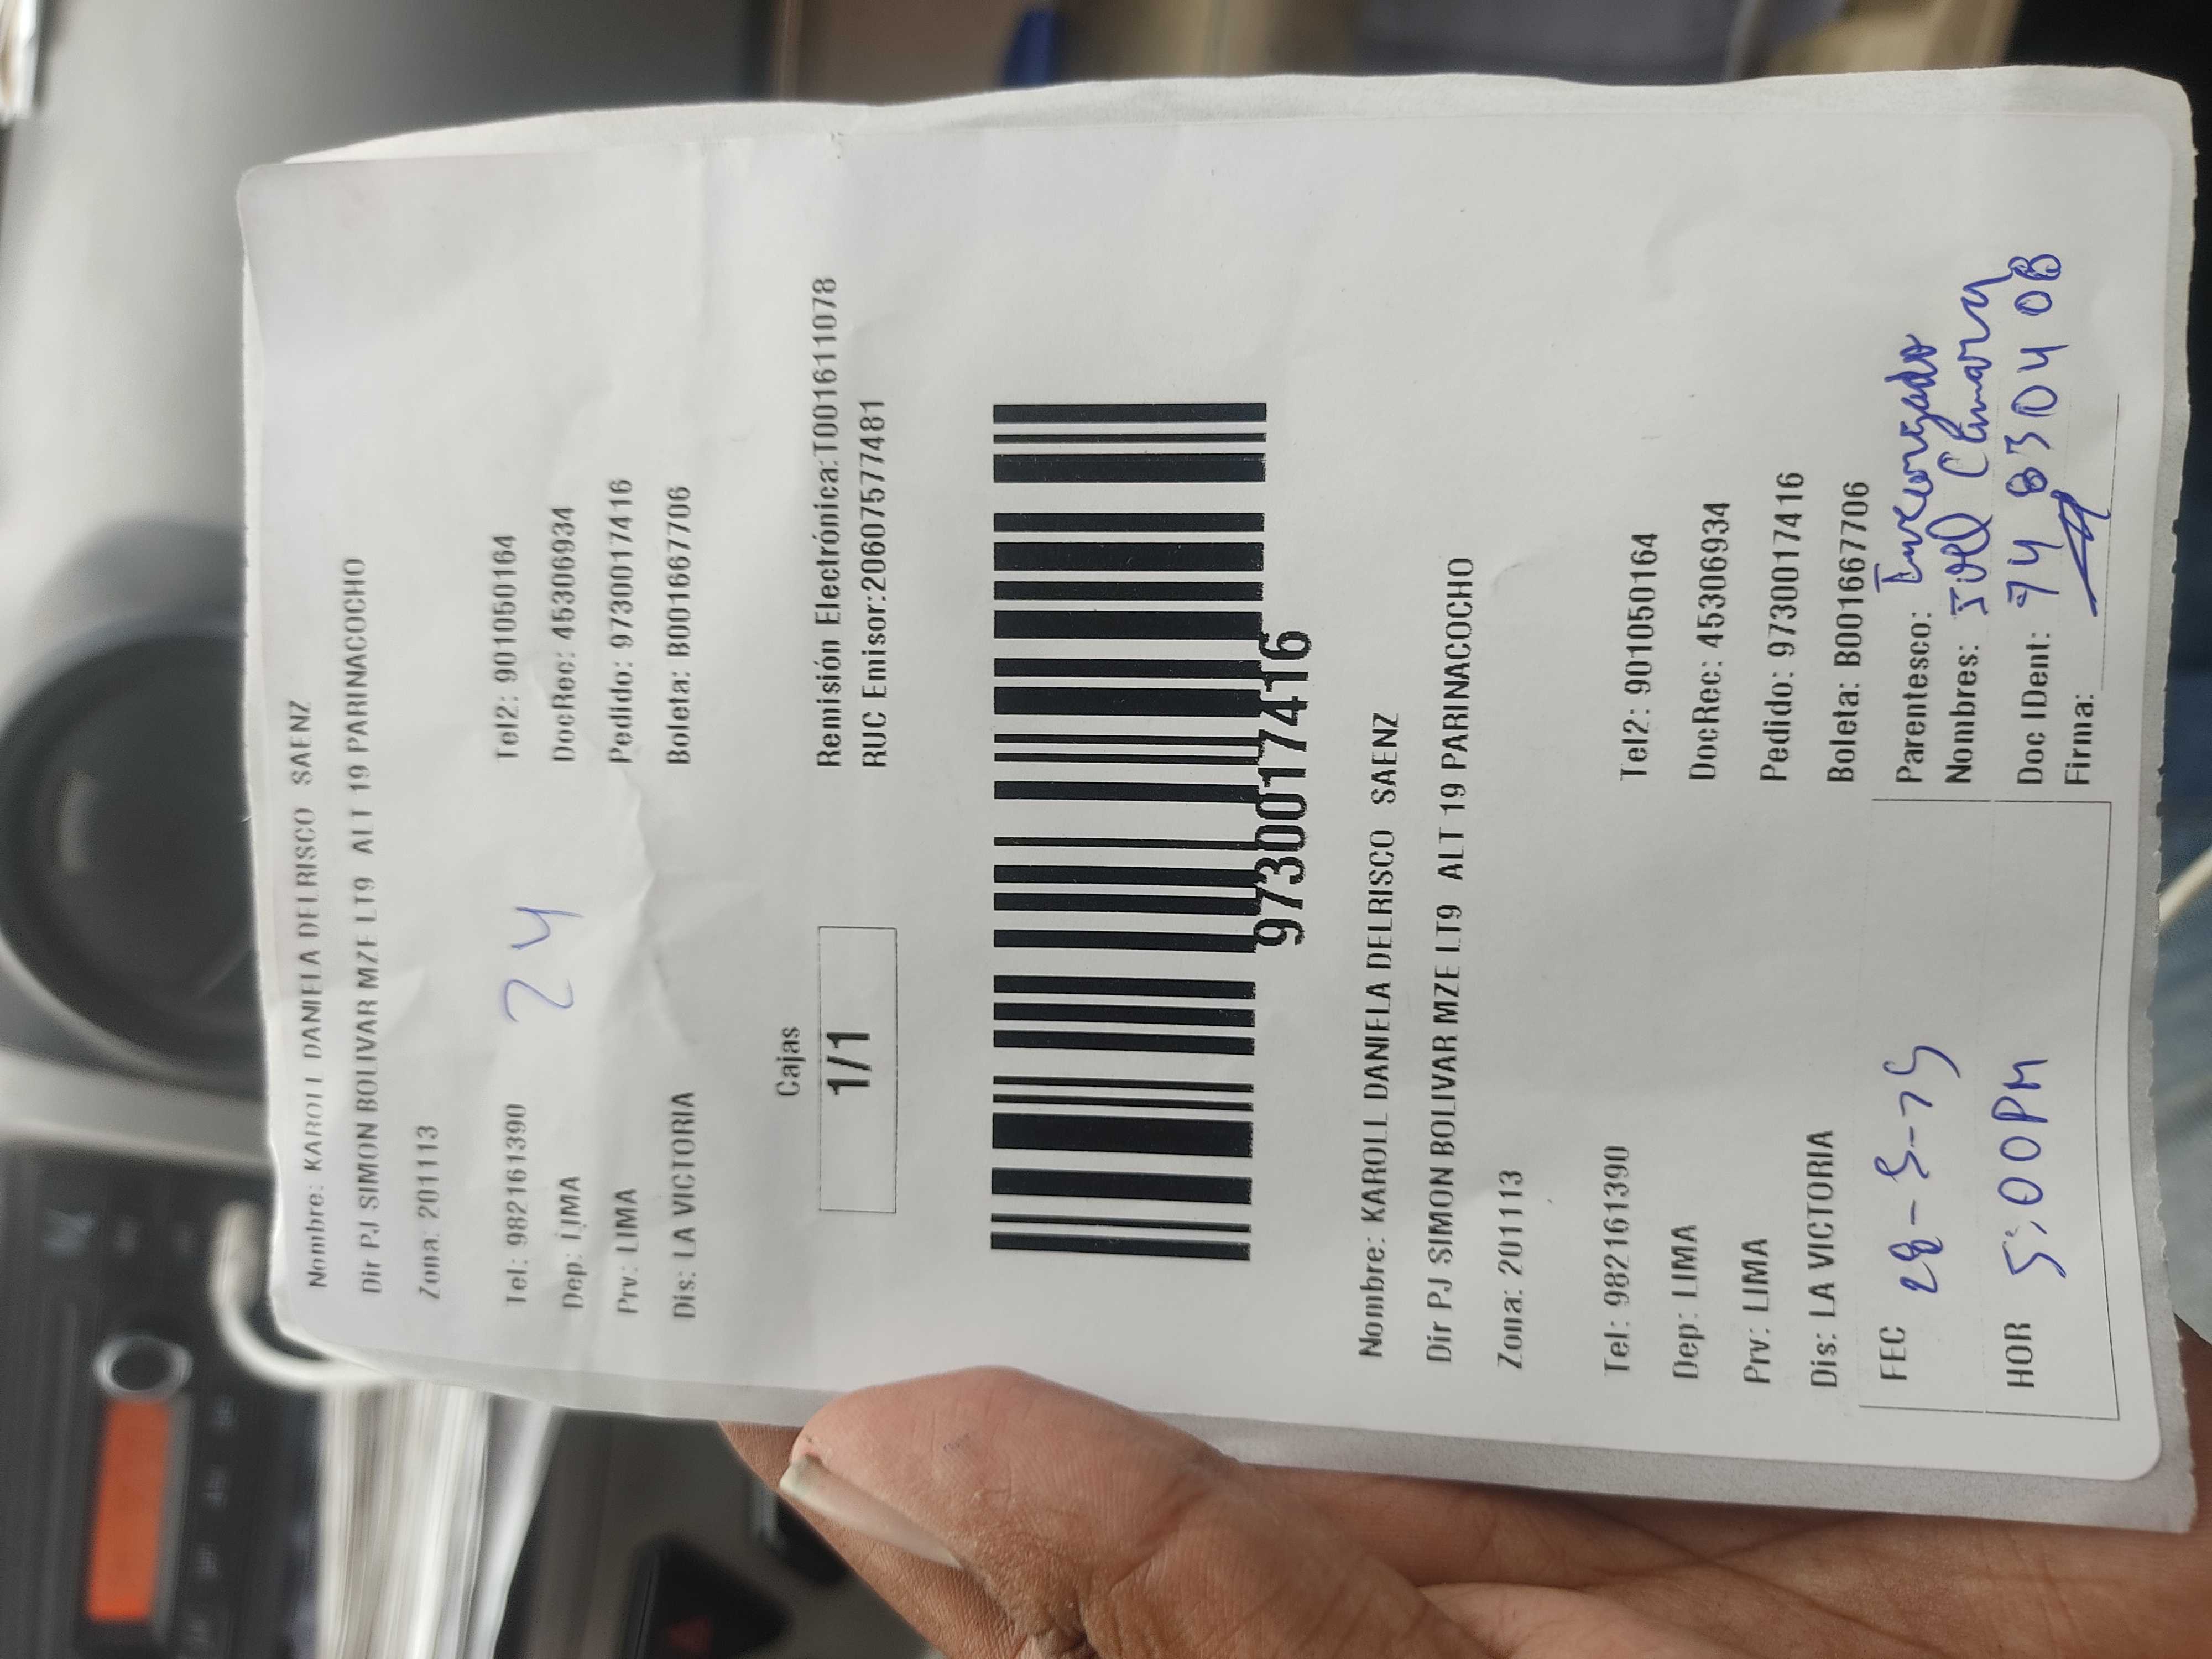 Nombre: KAROLL DANIELA DELRISCO SAENZ
Dir PJ SIMON BOLIVAR MZE LT9 ALT 19 PARINACOCHO
Zona: 201113
Tel: 982161390 Tel2: 901050164
Dep: LIMA DocRec: 45306934
24
Prv: LIMA Pedido: 97300174 16
Dis: LA VICTORIA Boleta: B001667706
Cajas
1/1
Remisión Electrónica:T001611078
RUC Emisor:20607577481
9730017416
Nombre: KAROLL DANIELA DELRISCO SAENZ
Dir PJ SIMON BOLIVAR MZE LT9 ALT 19 PARINACOCHO
Zona: 201113
Tel: 982161390 Tel2: 901050164
Dep: LIMA DocRec: 45306934
Prv: LIMA Pedido: 9730017416
Dis: LA VICTORIA Boleta: B001667706
FEC Parentesco: Encargado
Nombres: Joel
HOR 5:00PM Doc IDent: 74830408
Firma: